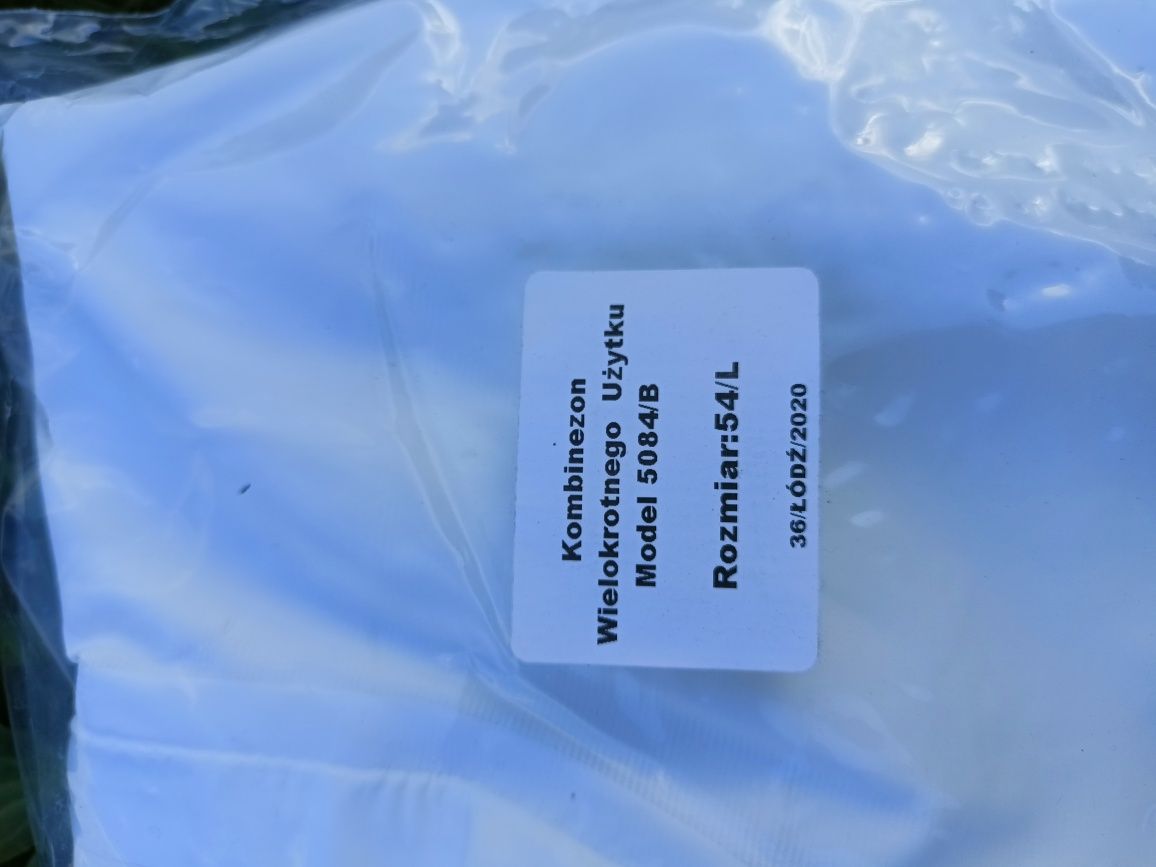 Kombinezon
Wielokrotnego Użytku
Model 5084/B
Rozmiar:54/L
36/ŁÓDŹ/2020